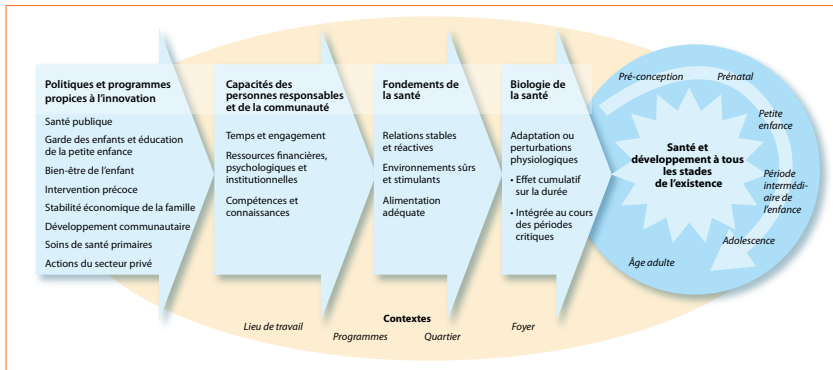 Politiques et programmes
propices à l'innovation
Santé publique
Garde des enfants et éducation
de la petite enfance
Bien-être de l'enfant
Intervention précoce
Stabilité économique de la famille
Développement communautaire
Soins de santé primaires
Actions du secteur privé
Capacités des
personnes responsables
et de la communauté
Temps et engagement
Ressources financières,
psychologiques et
institutionnelles
Compétences et
connaissances
Fondements de
la santé
Relations stables
et réactives
Environnements sûrs
et stimulants
Alimentation
adéquate
Biologie de
la santé
Adaptation ou
perturbations
physiologiques
• Effet cumulatif
sur la durée
• Intégrée au cours
des périodes
critiques
Pré-conception
Prénatal
Petite
enfance
Période
intermédi-
aire de
l'enfance
Adolescence
Âge adulte
Santé et
développement à tous
les stades
de l'existence
Contextes
Lieu de travail
Programmes
Quartier
Foyer